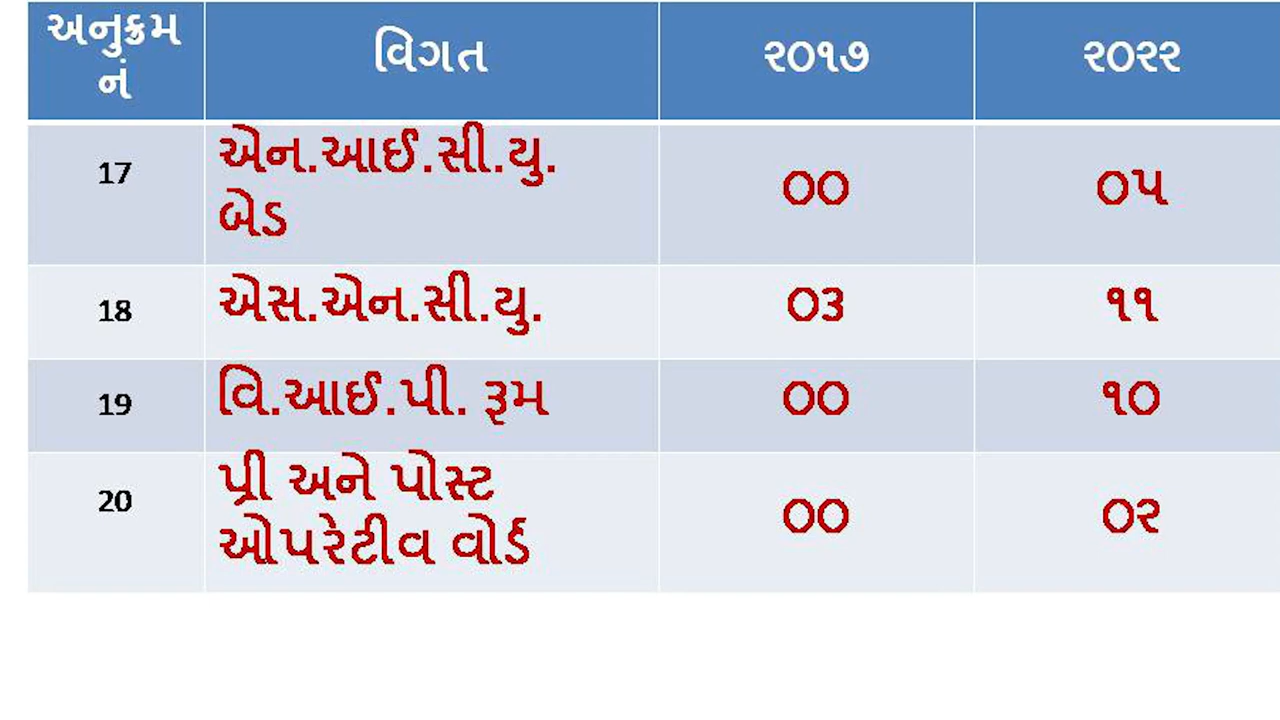 અનુક્રમ
નં
વિગત
૨૦૧૭
૨૦૨૨
17
એન.આઈ.સી.યુ.
બેડ
૦૦
૦૫
18
એસ.એન.સી.યુ.
૦૩
૧૧
19
વિ.આઈ.પી. રૂમ
૦૦
૧૦
20
પ્રી અને પોસ્ટ
ઓપરેટીવ વોર્ડ
૦૦
૦૨